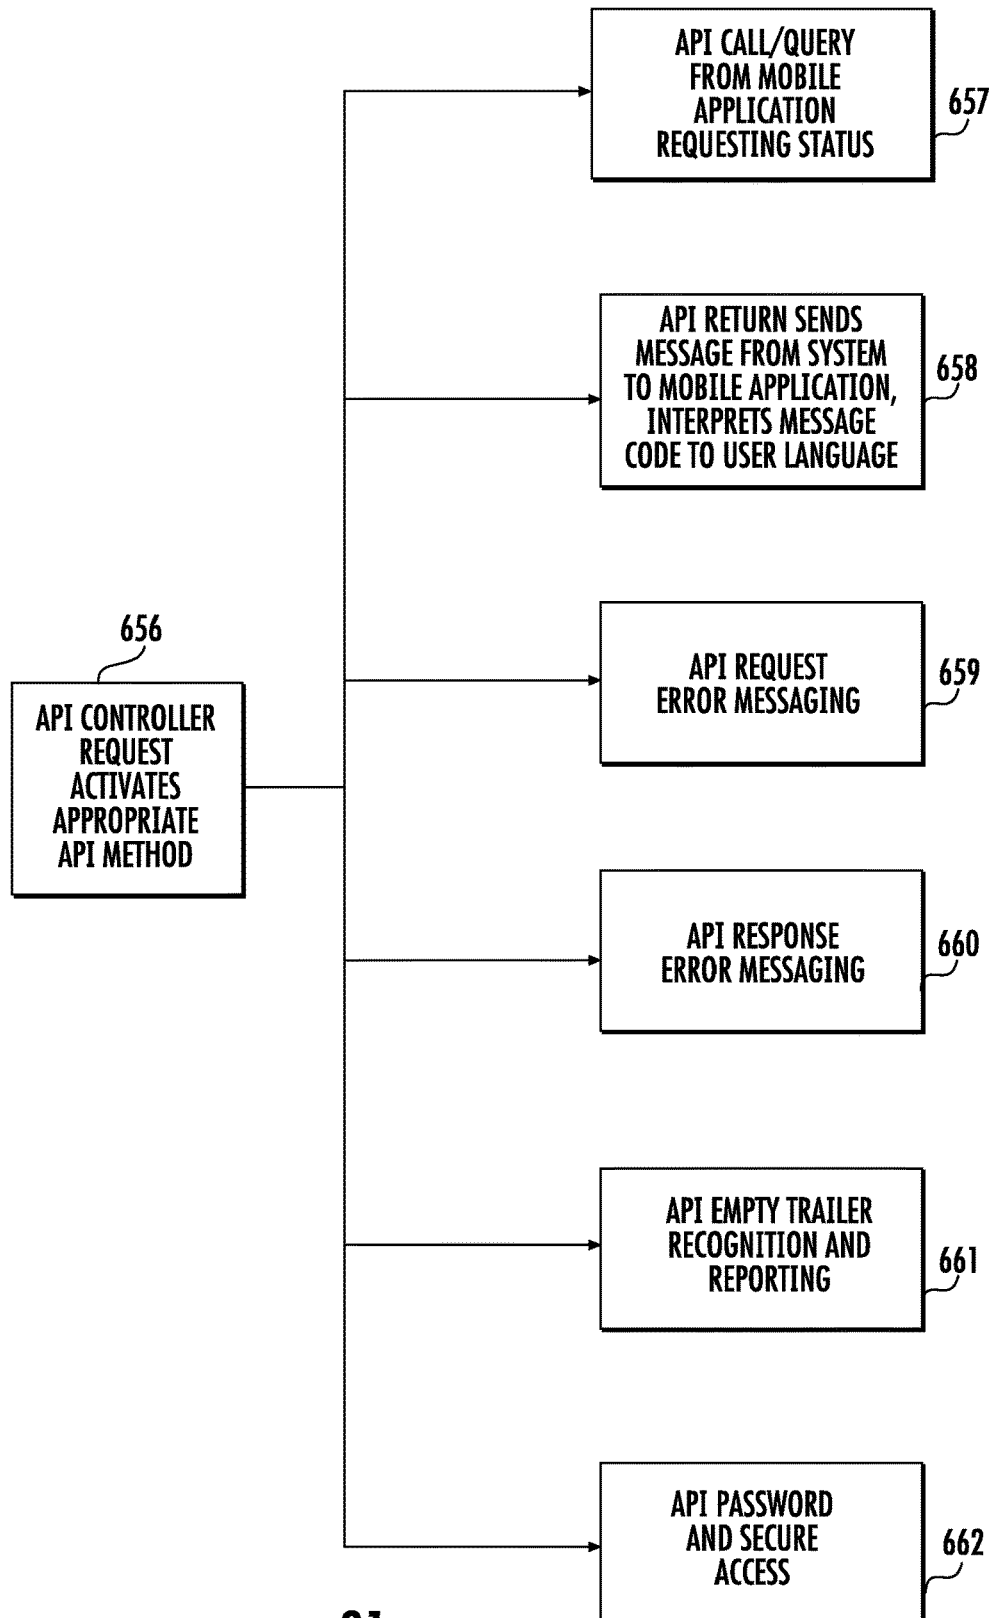 API CALL/QUERY
FROM MOBILE
APPLICATION
REQUESTING STATUS
657
API RETURN SENDS
MESSAGE FROM SYSTEM
TO MOBILE APPLICATION,
INTERPRETS MESSAGE
CODE TO USER LANGUAGE
658
656
API CONTROLLER
REQUEST
ACTIVATES
APPROPRIATE
API METHOD
API REQUEST
ERROR MESSAGING
659
API RESPONSE
ERROR MESSAGING
660
API EMPTY TRAILER
RECOGNITION AND
REPORTING
661
API PASSWORD
AND SECURE
ACCESS
662